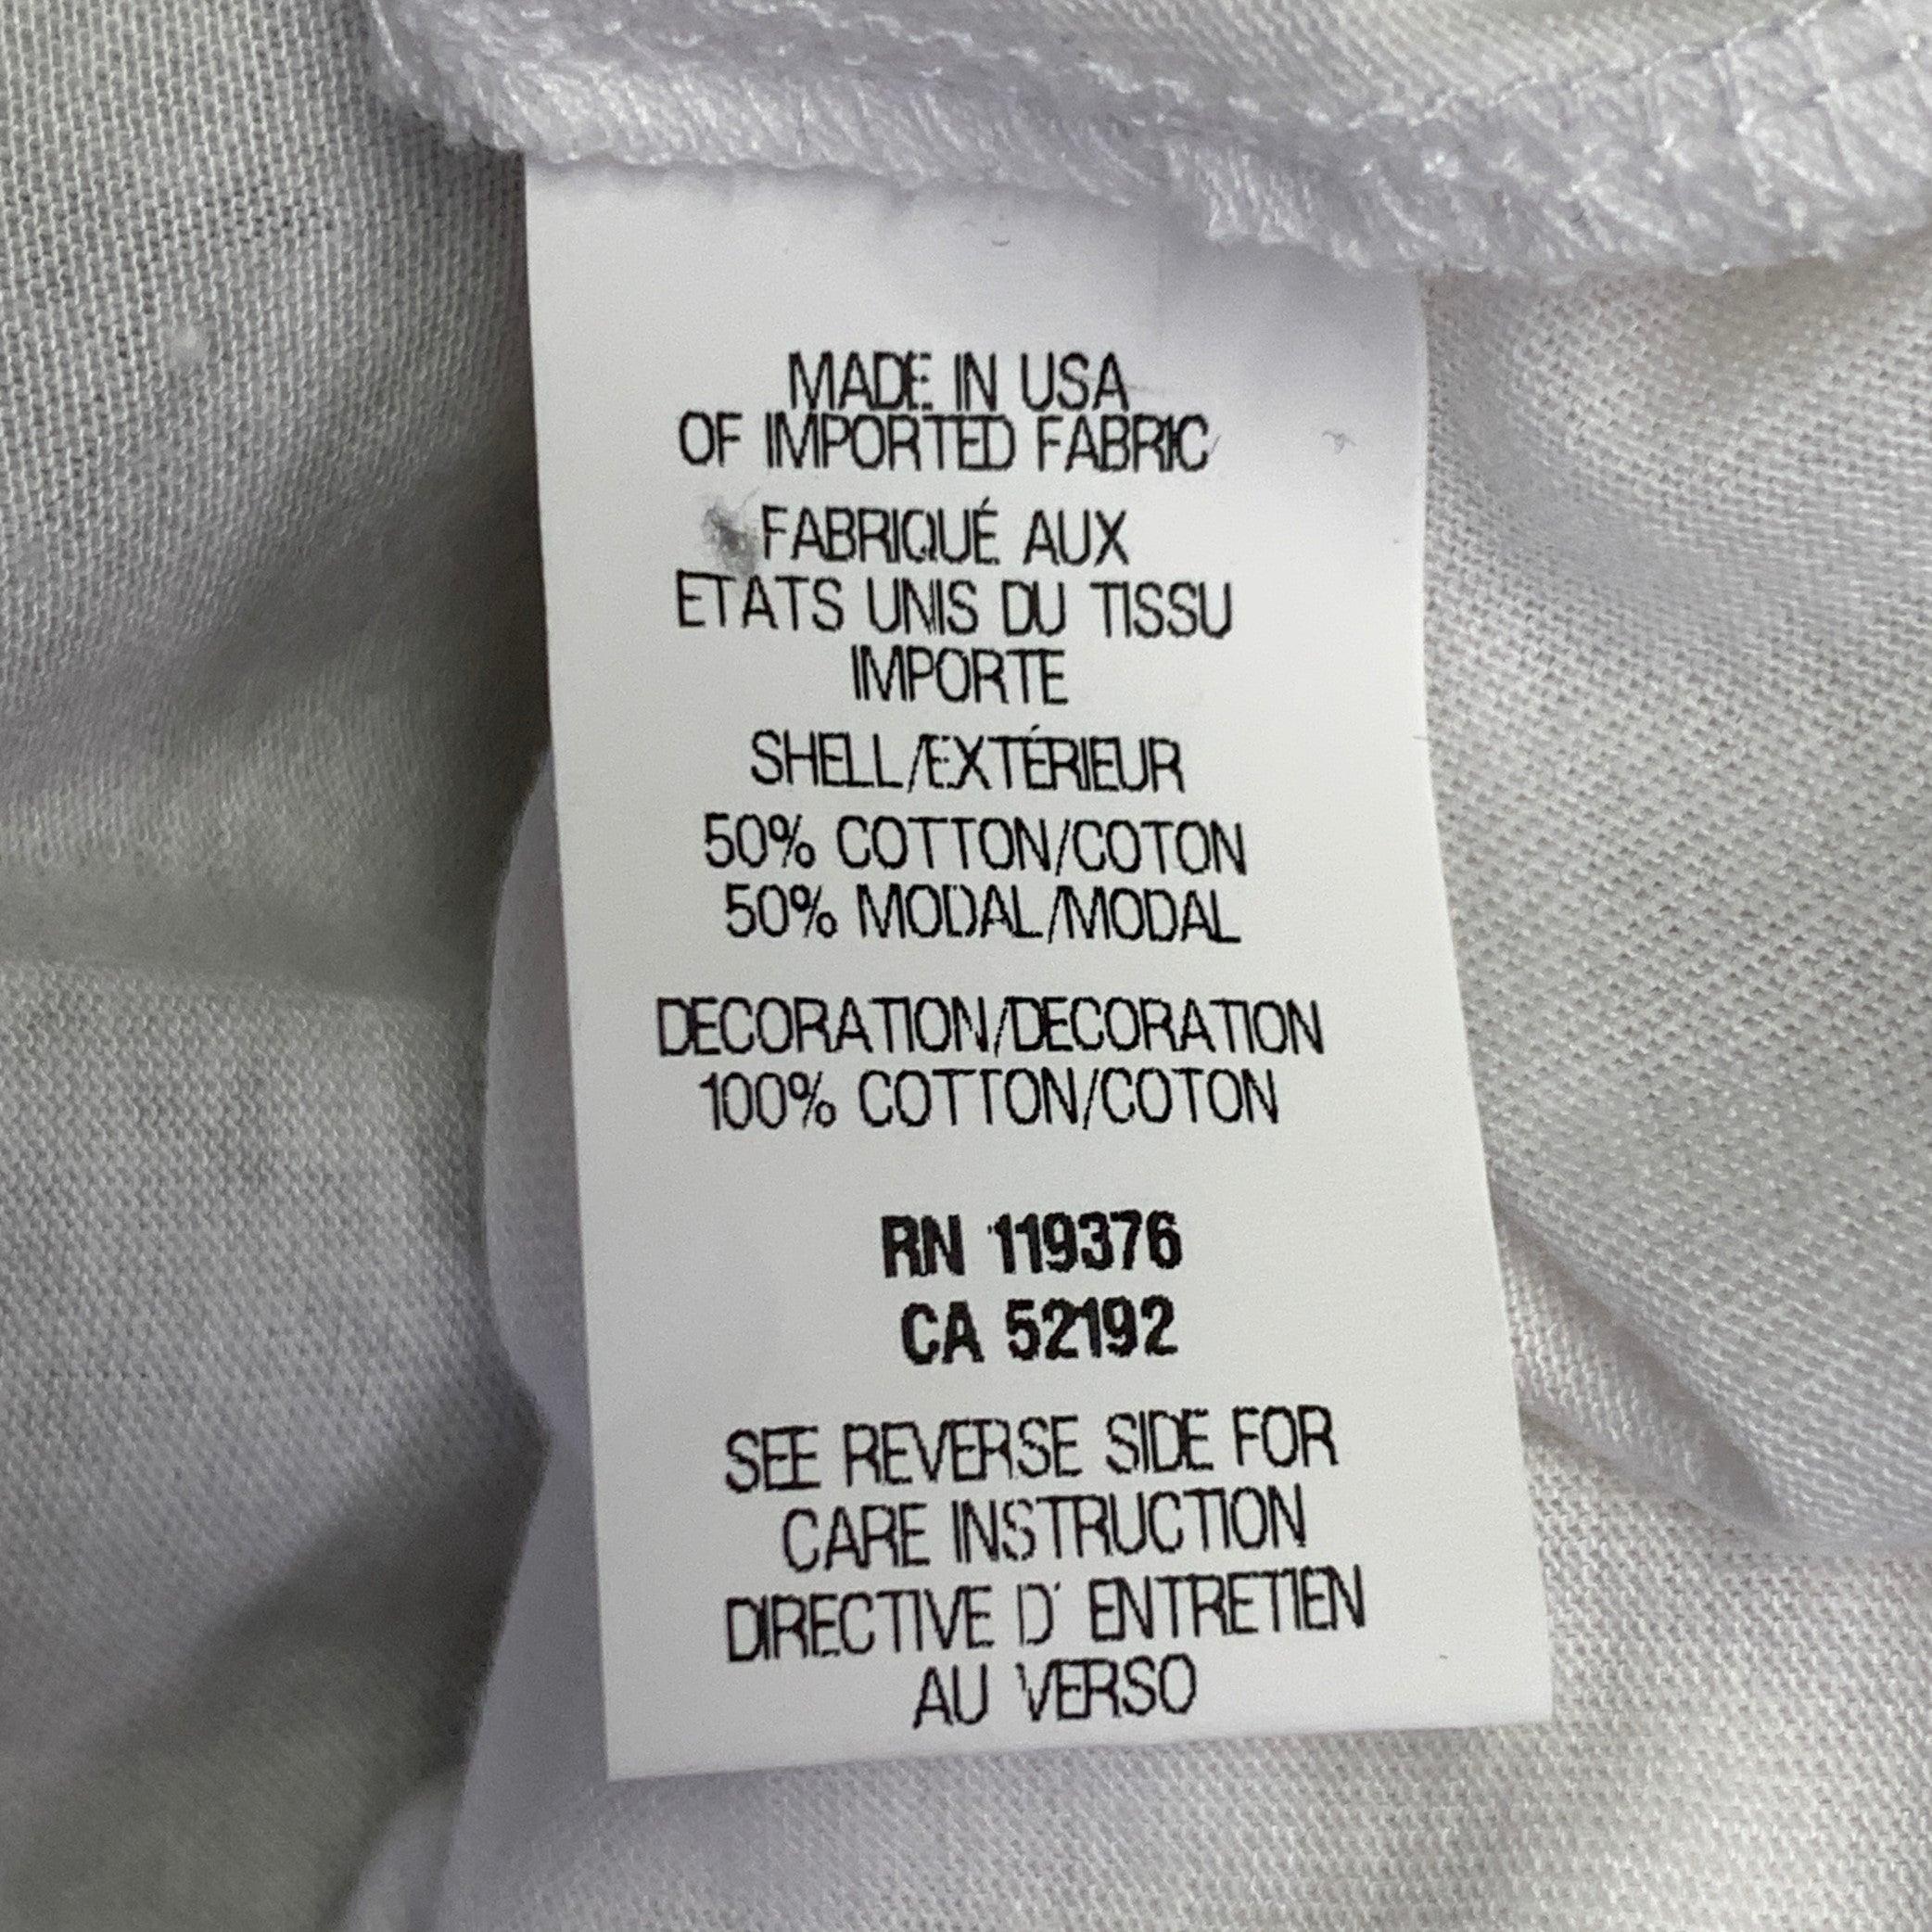 MADE IN USA
OF IMPORTED FABRIC
FABRIQUÉ AUX
ETATS UNIS DU TISSU
IMPORTE
SHELL/EXTÉRIEUR
50% COTTON/COTON
50% MODAL/MODAL
DECORATION/DECORATION
100% COTTON/COTON
RN 119376
CA 52192
SEE REVERSE SIDE FOR
CARE INSTRUCTION
DIRECTIVE D' ENTRETIEN
AU VERSO